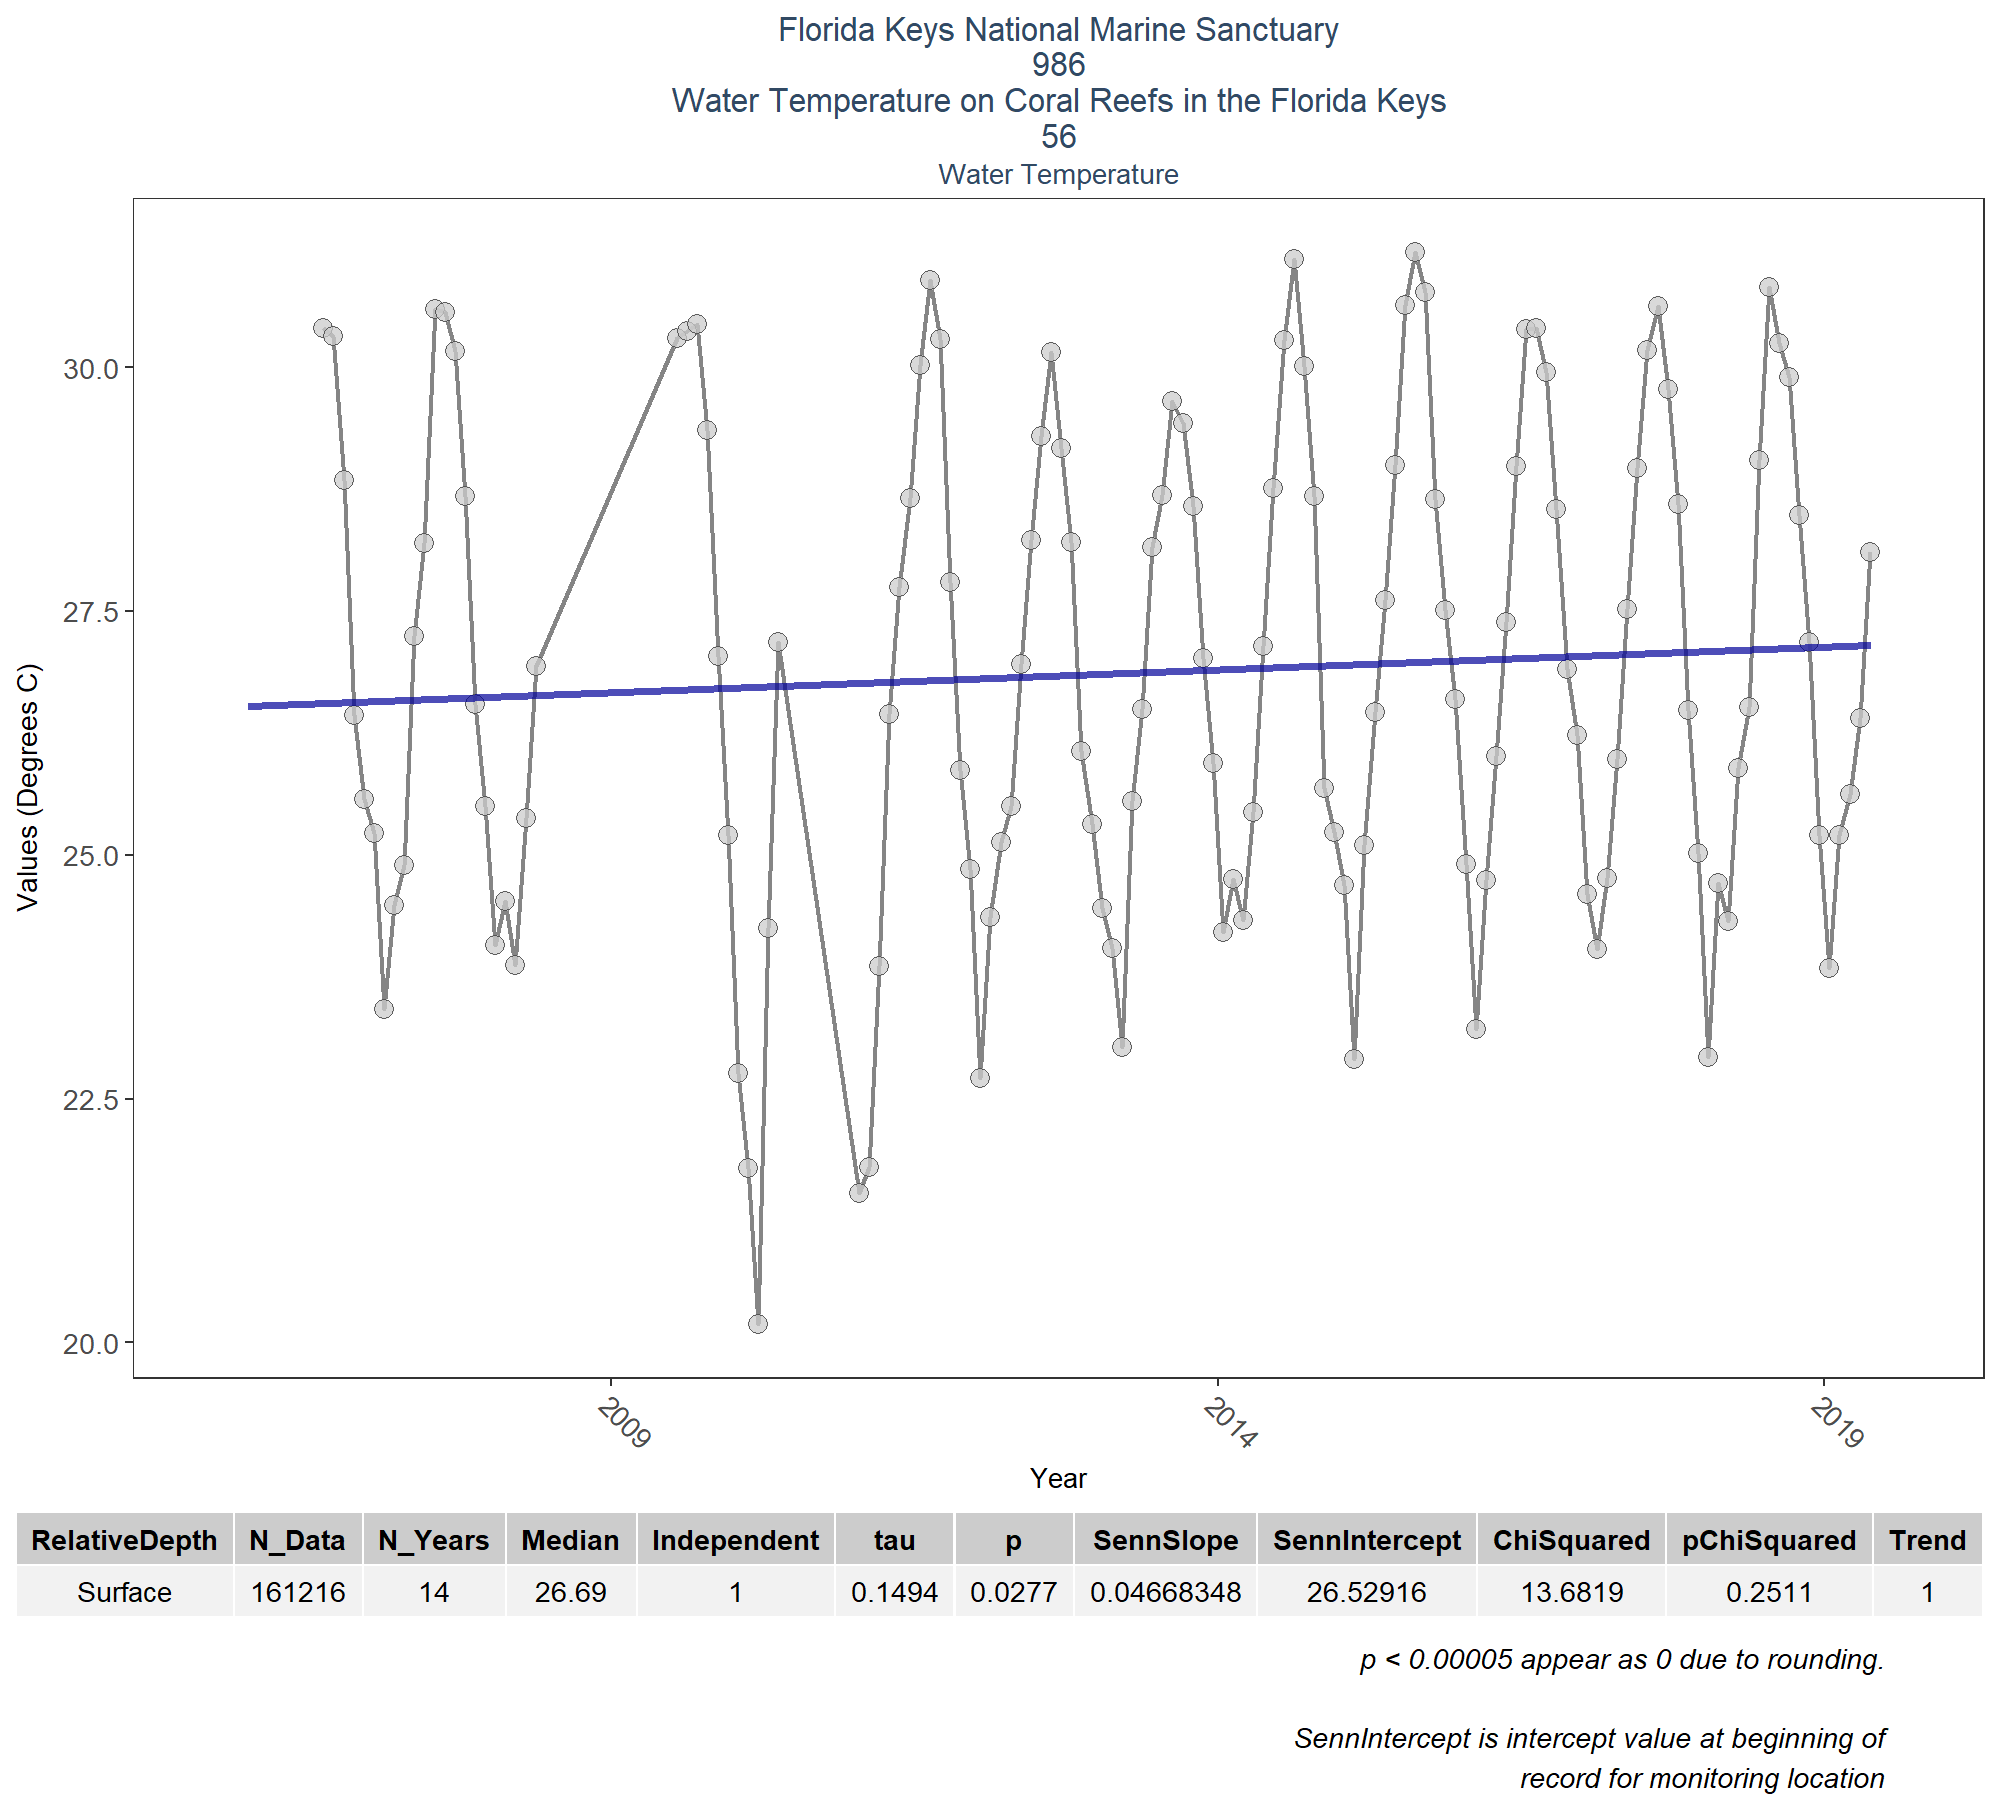 Florida Keys National Marine Sanctuary
986
Water Temperature on Coral Reefs in the Florida Keys
56
Water Temperature
Values (Degrees C)
30.0
27.5
25.0
22.5
20.0
2009 2014 2019
Year
RelativeDepth N_Data N_Years Median Independent tau p SennSlope SennIntercept ChiSquared pChiSquared Trend
Surface 161216 14 26.69 1 0.1494 0.0277 0.04668348 26.52916 13.6819 0.2511 1
p < 0.00005 appear as 0 due to rounding.
SennIntercept is intercept value at beginning of
record for monitoring location